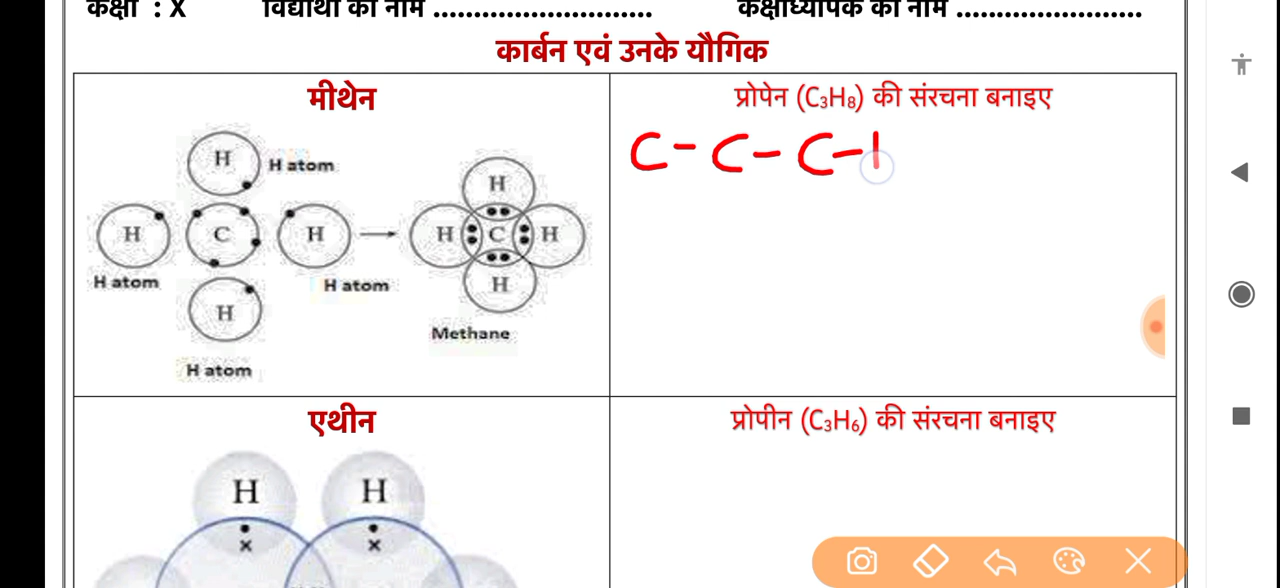 कक्षा : X विद्यार्थी का नाम ............................ कक्षाध्यापक का नाम .......................
कार्बन एवं उनके यौगिक
मीथेन
H
H atom
H
C
H
H atom
H atom
H
H atom
H
H C H
H
Methane
प्रोपेन (C₃H₈) की संरचना बनाइए
C - C - C -
एथीन
H H
प्रोपीन (C₃H₆) की संरचना बनाइए